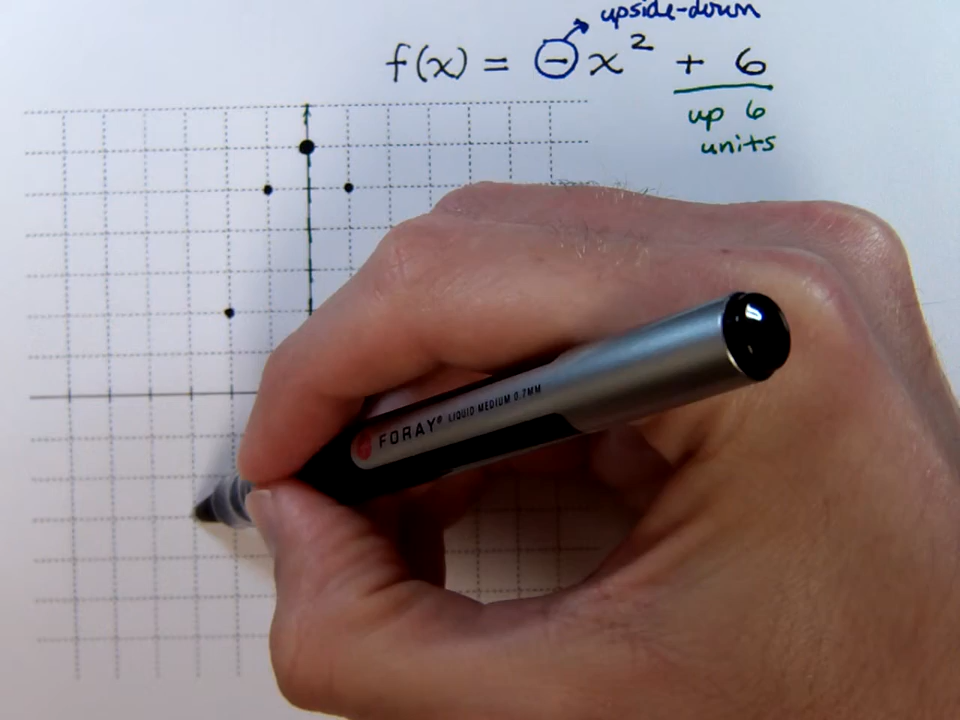 upside-down
f(x) = -x² + 6
up 6
units
FORAY® LIQUID MEDIUM 0.7MM